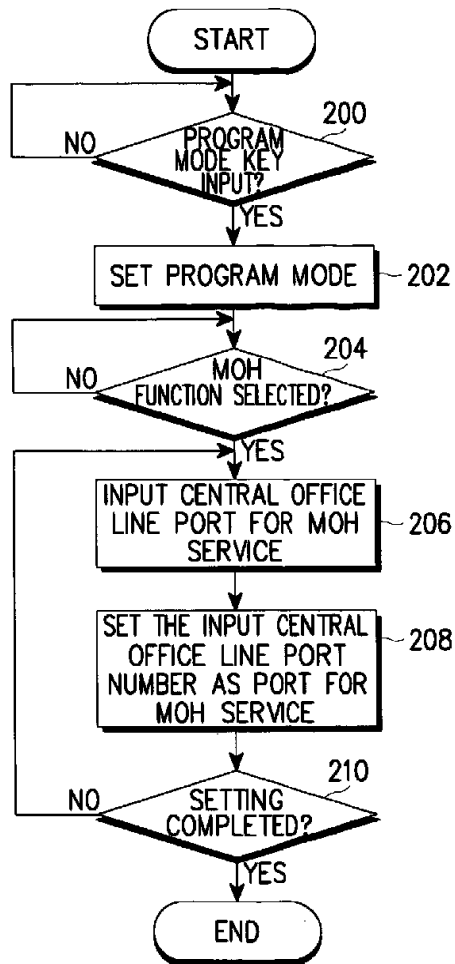 START
200
PROGRAM
MODE KEY
INPUT?
NO
YES
SET PROGRAM MODE
202
204
MOH
FUNCTION SELECTED?
NO
YES
INPUT CENTRAL OFFICE
LINE PORT FOR MOH
SERVICE
206
SET THE INPUT CENTRAL
OFFICE LINE PORT
NUMBER AS PORT FOR
MOH SERVICE
208
210
SETTING
COMPLETED?
NO
YES
END